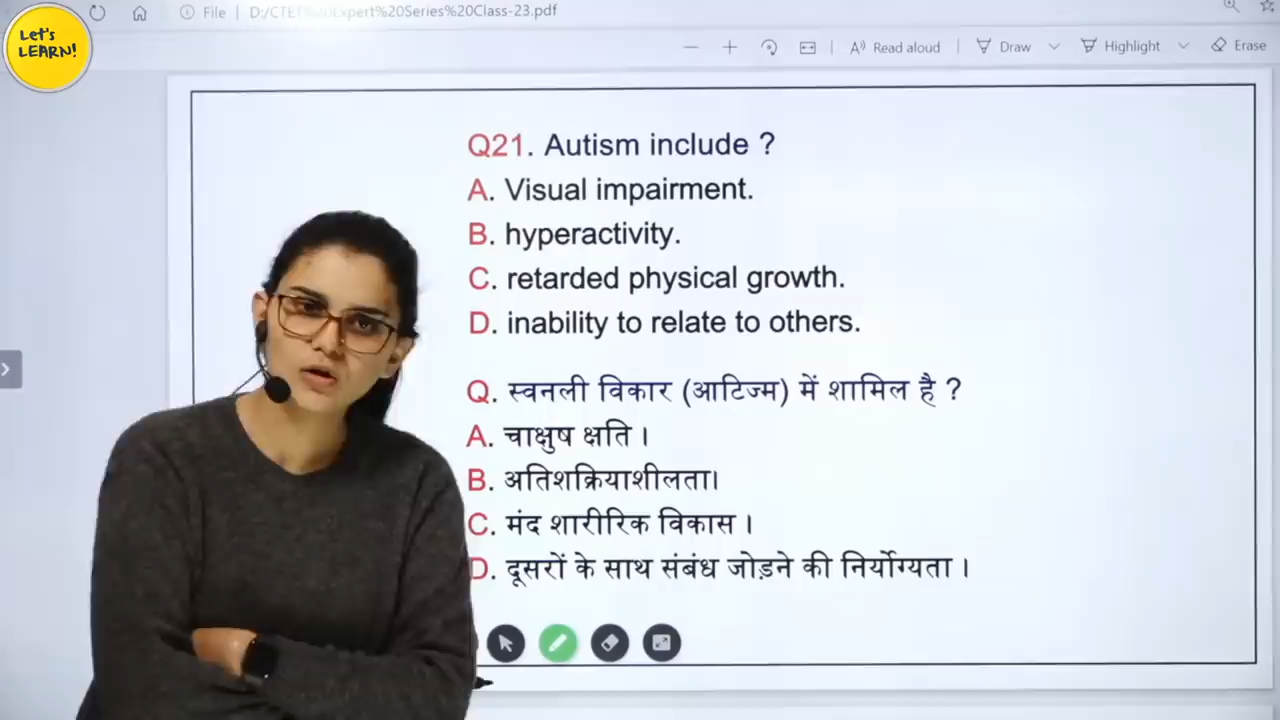 Let's
LEARN!
File
D:/CTET%20Expert%20Series%20Class-23.pdf
Read aloud
Draw
Highlight
Erase
Q21. Autism include ?
A. Visual impairment.
B. hyperactivity.
C. retarded physical growth.
D. inability to relate to others.
Q. स्वनली विकार (आटिज्म) में शामिल है ?
A. चाक्षुष क्षति ।
B. अतिशक्रियाशीलता।
C. मंद शारीरिक विकास ।
D. दूसरों के साथ संबंध जोड़ने की निर्योग्यता ।